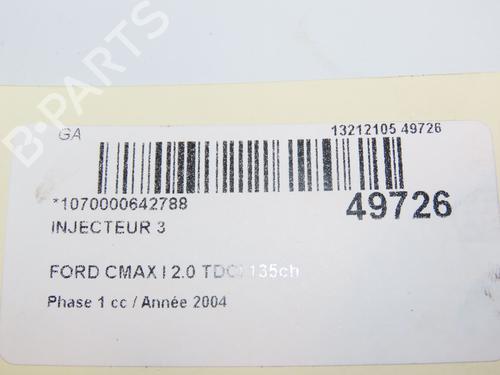 B-PARTS
GA
13212105 49726
*1070000642788
49726
INJECTEUR 3
FORD CMAX I 2.0 TDCI 135ch
Phase 1 cc / Année 2004